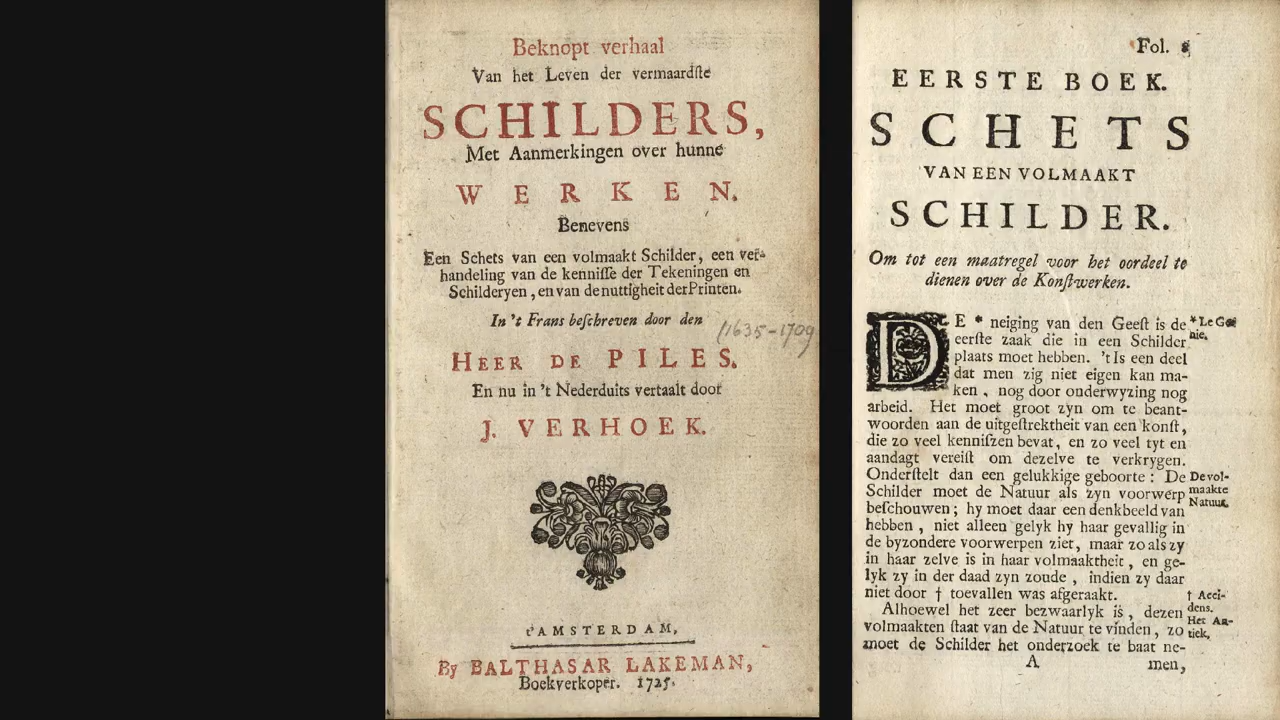 Beknopt verhaal
Van het Leven der vermaardſte
SCHILDERS,
Met Aanmerkingen over hunne
WERKEN.
Benevens
Een Schets van een volmaakt Schilder, een ver-
handeling van de kenniſſe der Tekeningen en
Schilderyen, en van de nuttigheit der Printen.
In 't Frans beſchreven door den
(1635-1709
HEER DE PILES.
En nu in 't Nederduits vertaalt door
J. VERHOEK.
t'AMSTERDAM,
By BALTHASAR LAKEMAN,
Boekverkoper. 1725.
Fol.
EERSTE BOEK.
SCHETS
VAN EEN VOLMAAKT
SCHILDER.
Om tot een maatregel voor het oordeel te
dienen over de Konſtwerken.
DE * neiging van den Geeſt is de
eerſte zaak die in een Schilder
plaats moet hebben. 't Is een deel
dat men zig niet eigen kan ma-
ken, nog door onderwyzing nog
arbeid. Het moet groot zyn om te beant-
woorden aan de uitgeſtrektheit van een konſt,
die zo veel kenniſzen bevat, en zo veel tyt en
aandagt vereiſt om dezelve te verkrygen.
Onderſtelt dan een gelukkige geboorte: De
Schilder moet de Natuur als zyn voorwerp
beſchouwen; hy moet daar een denkbeeld van
hebben, niet alleen gelyk hy haar gevallig in
de byzondere voorwerpen ziet, maar zo als zy
in haar zelve is in haar volmaaktheit, en ge-
lyk zy in der daad zyn zoude, indien zy daar
niet door † toevallen was afgeraakt.
Alhoewel het zeer bezwaarlyk is, dezen
volmaakten ſtaat van de Natuur te vinden, zo
moet de Schilder het onderzoek te baat ne-
A men,
* Le Ge-
nie.
De vol-
maakte
Natuur.
† Acci-
dens.
Het An-
tiek,